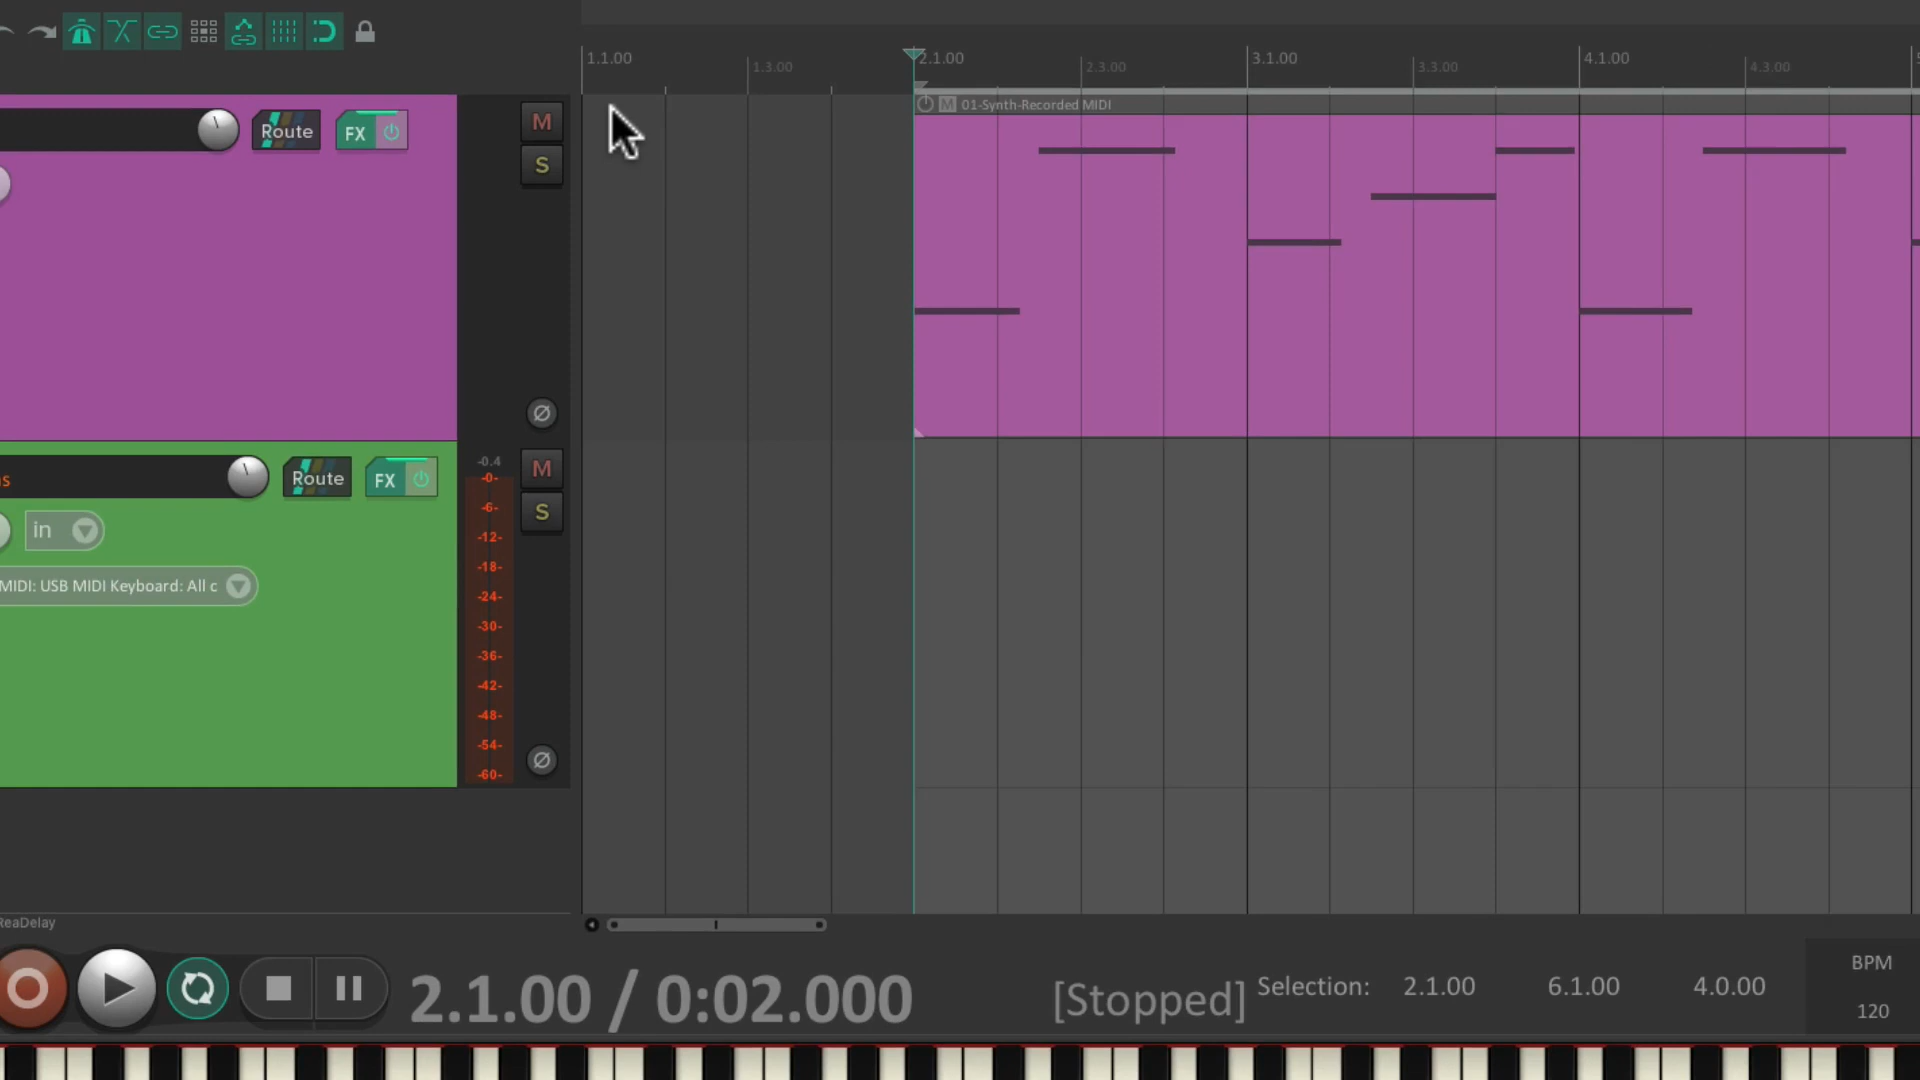 1.1.00 1.3.00 2.1.00 2.3.00 3.1.00 3.3.00 4.1.00 4.3.00
M 01-Synth-Recorded MIDI
Route FX M
S
Ø
-0.4
-0-
Route FX M
-6-
S
-12-
in
-18-
MIDI: USB MIDI Keyboard: All c
-24-
-30-
-36-
-42-
-48-
-54-
-60-
Ø
ReaDelay
2.1.00 / 0:02.000 [Stopped] Selection: 2.1.00 6.1.00 4.0.00
BPM
120